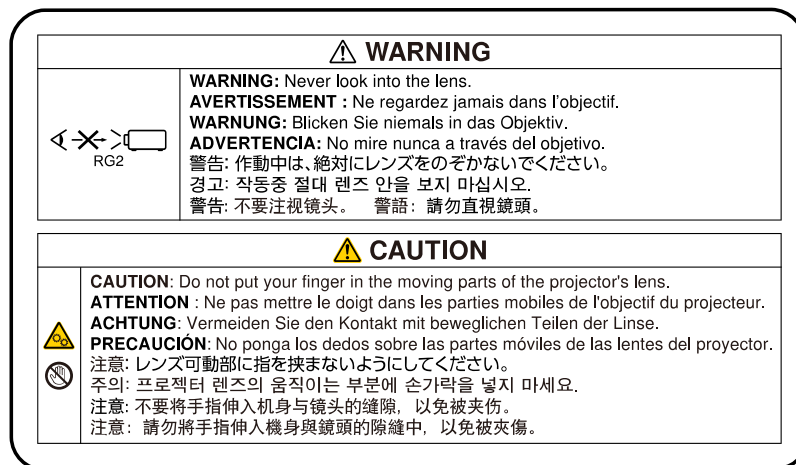 ⚠ WARNING
RG2
WARNING: Never look into the lens.
AVERTISSEMENT : Ne regardez jamais dans l'objectif.
WARNUNG: Blicken Sie niemals in das Objektiv.
ADVERTENCIA: No mire nunca a través del objetivo.
警告: 作動中は、絶対にレンズをのぞかないでください。
경고: 작동중 절대 렌즈 안을 보지 마십시오.
警告: 不要注视镜头。 警語: 請勿直視鏡頭。
⚠ CAUTION
CAUTION: Do not put your finger in the moving parts of the projector's lens.
ATTENTION : Ne pas mettre le doigt dans les parties mobiles de l'objectif du projecteur.
ACHTUNG: Vermeiden Sie den Kontakt mit beweglichen Teilen der Linse.
PRECAUCIÓN: No ponga los dedos sobre las partes móviles de las lentes del proyector.
注意: レンズ可動部に指を挟まないようにしてください。
주의: 프로젝터 렌즈의 움직이는 부분에 손가락을 넣지 마세요.
注意: 不要将手指伸入机身与镜头的缝隙, 以免被夹伤。
注意: 請勿將手指伸入機身與鏡頭的隙縫中, 以免被夾傷。